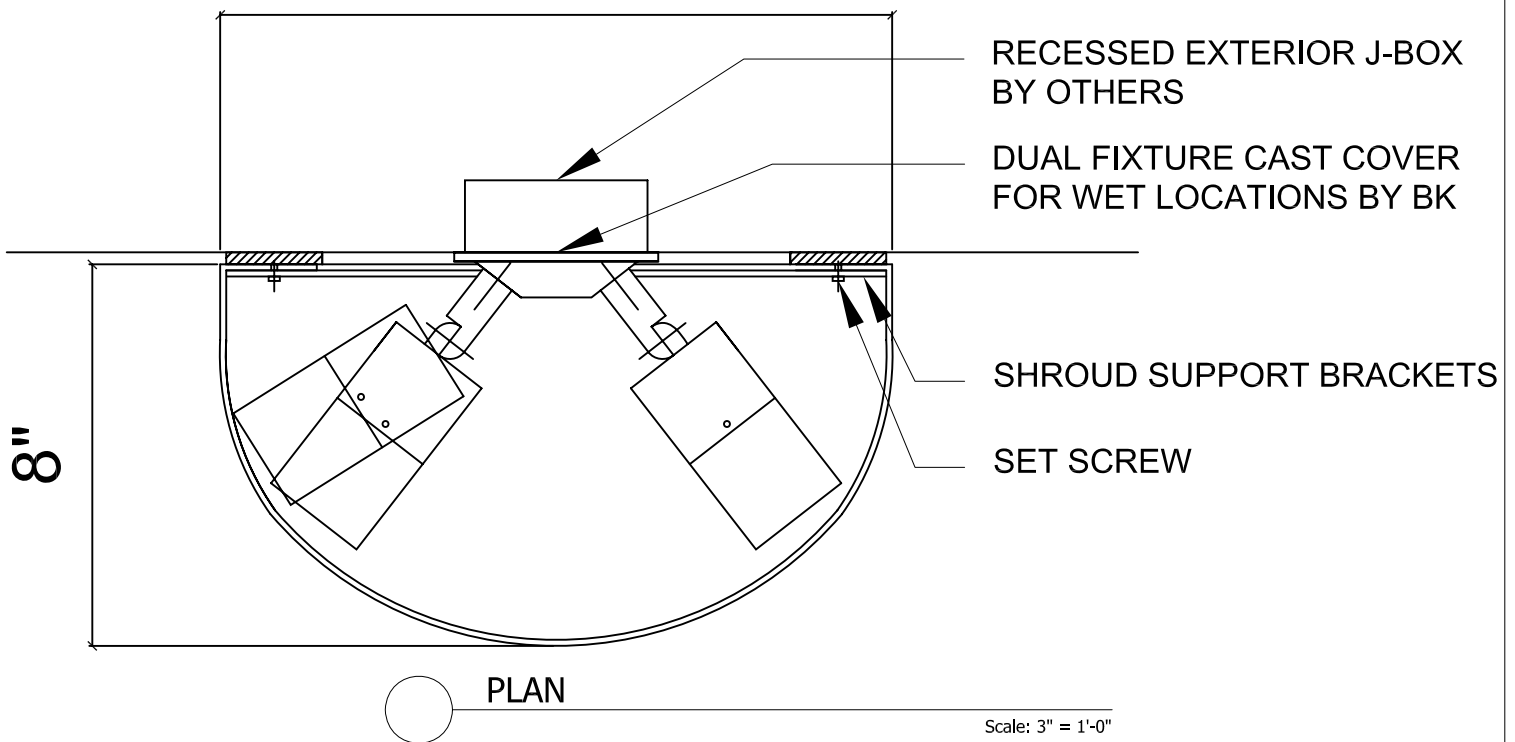 RECESSED EXTERIOR J-BOX
BY OTHERS
DUAL FIXTURE CAST COVER
FOR WET LOCATIONS BY BK
SHROUD SUPPORT BRACKETS
SET SCREW
8"
PLAN
Scale: 3" = 1'-0"